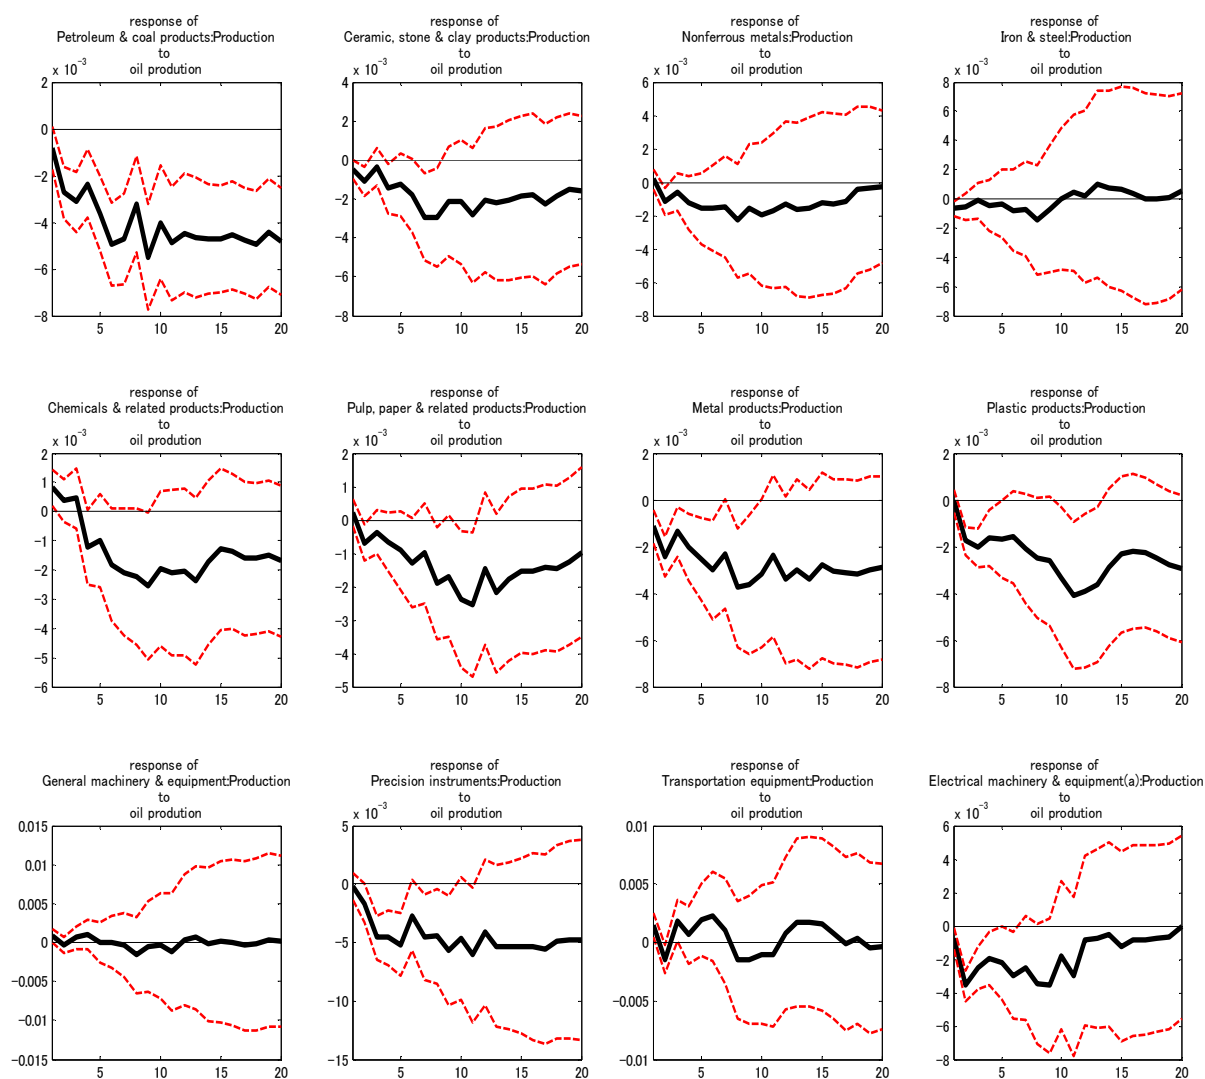 response of
Petroleum & coal products:Production
to
oil prodution
x 10^-3
2
0
−2
−4
−6
−8
5
10
15
20
response of
Ceramic, stone & clay products:Production
to
oil prodution
x 10^-3
4
2
0
−2
−4
−6
−8
5
10
15
20
response of
Nonferrous metals:Production
to
oil prodution
x 10^-3
6
4
2
0
−2
−4
−6
−8
5
10
15
20
response of
Iron & steel:Production
to
oil prodution
x 10^-3
8
6
4
2
0
−2
−4
−6
−8
5
10
15
20
response of
Chemicals & related products:Production
to
oil prodution
x 10^-3
2
1
0
−1
−2
−3
−4
−5
−6
5
10
15
20
response of
Pulp, paper & related products:Production
to
oil prodution
x 10^-3
2
1
0
−1
−2
−3
−4
−5
5
10
15
20
response of
Metal products:Production
to
oil prodution
x 10^-3
2
0
−2
−4
−6
−8
5
10
15
20
response of
Plastic products:Production
to
oil prodution
x 10^-3
2
0
−2
−4
−6
−8
5
10
15
20
response of
General machinery & equipment:Production
to
oil prodution
0.015
0.01
0.005
0
−0.005
−0.01
−0.015
5
10
15
20
response of
Precision instruments:Production
to
oil prodution
x 10^-3
5
0
−5
−10
−15
5
10
15
20
response of
Transportation equipment:Production
to
oil prodution
0.01
0.005
0
−0.005
−0.01
5
10
15
20
response of
Electrical machinery & equipment(a):Production
to
oil prodution
x 10^-3
6
4
2
0
−2
−4
−6
−8
5
10
15
20